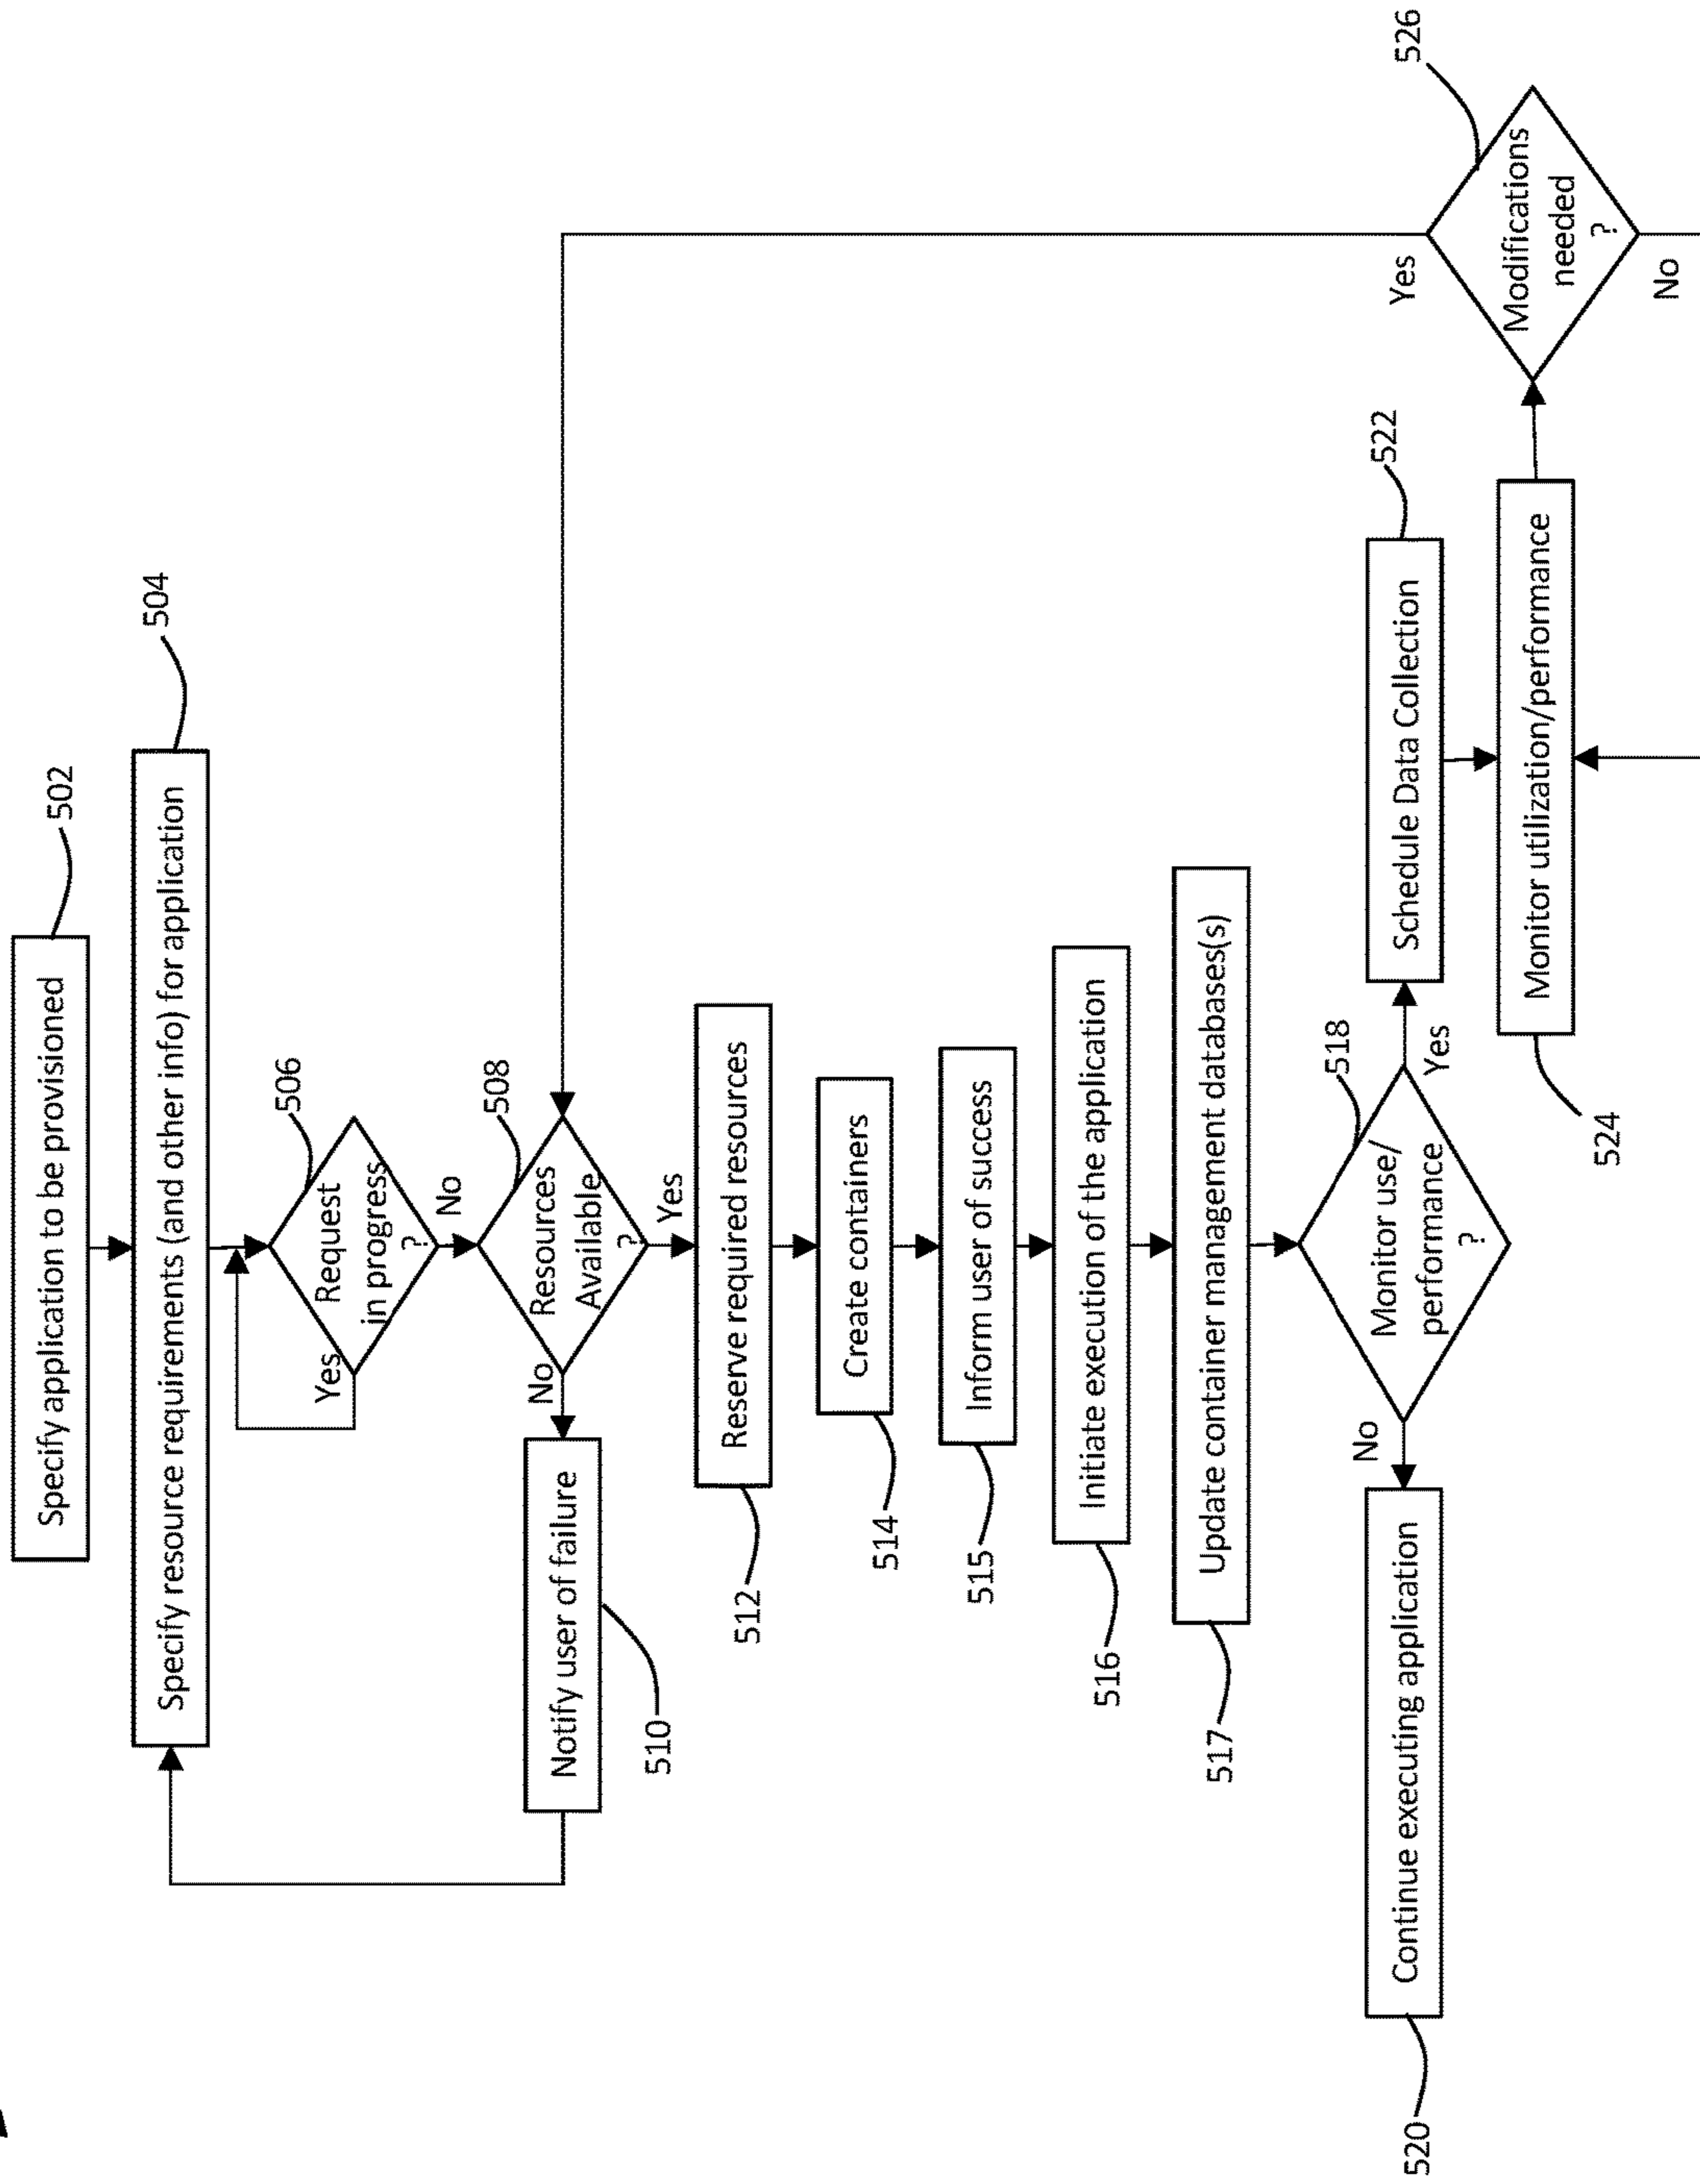 Specify application to be provisioned
502
Specify resource requirements (and other info) for application
504
Request
in progress
?
506
Yes
No
Resources
Available
?
508
No
Yes
Notify user of failure
510
Reserve required resources
512
Create containers
514
Inform user of success
515
Initiate execution of the application
516
Update container management databases(s)
517
Monitor use/
performance
?
518
No
Yes
Continue executing application
520
Schedule Data Collection
522
Monitor utilization/performance
524
Modifications
needed
?
526
Yes
No